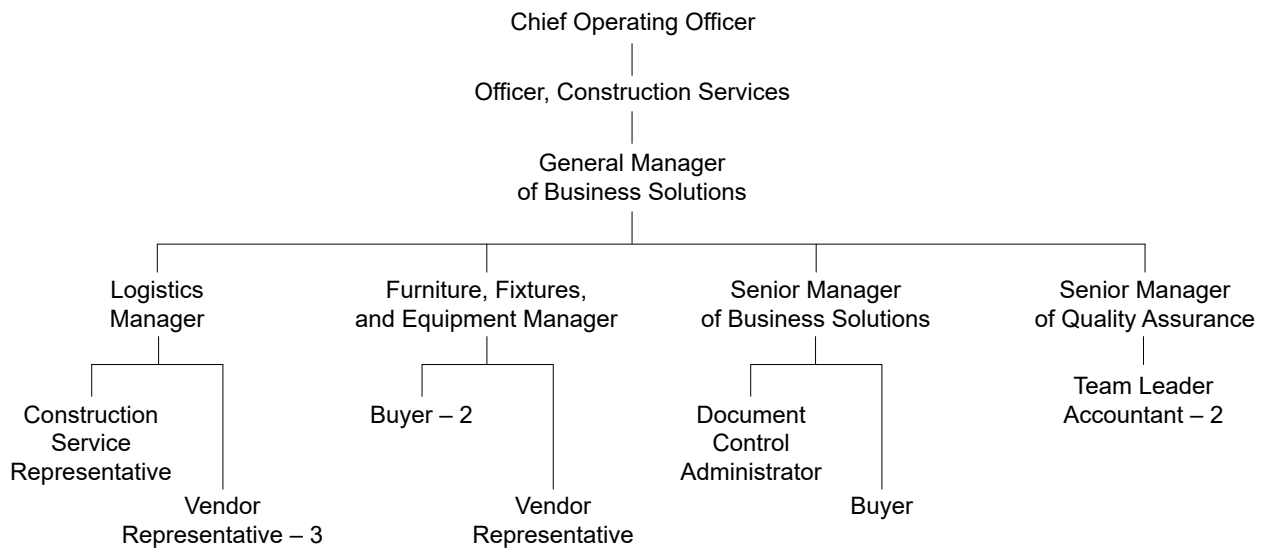 Chief Operating Officer
Officer, Construction Services
General Manager
of Business Solutions
Logistics
Manager
Furniture, Fixtures,
and Equipment Manager
Senior Manager
of Business Solutions
Senior Manager
of Quality Assurance
Construction
Service
Representative
Vendor
Representative – 3
Buyer – 2
Vendor
Representative
Document
Control
Administrator
Buyer
Team Leader
Accountant – 2